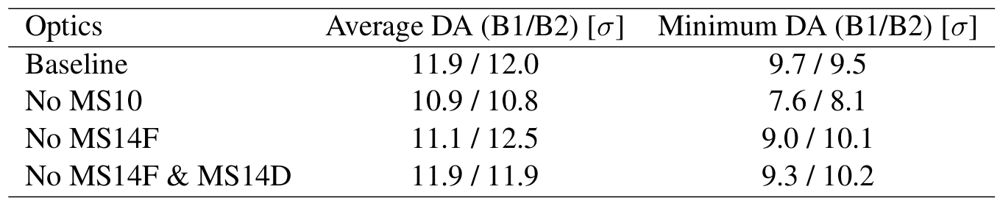 Optics Average DA (B1/B2) [σ] Minimum DA (B1/B2) [σ]
Baseline 11.9 / 12.0 9.7 / 9.5
No MS10 10.9 / 10.8 7.6 / 8.1
No MS14F 11.1 / 12.5 9.0 / 10.1
No MS14F & MS14D 11.9 / 11.9 9.3 / 10.2